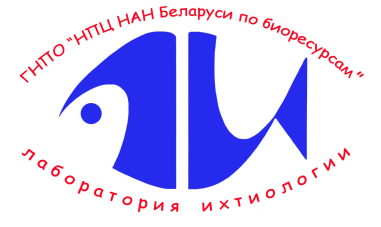 ГНПО "НПЦ НАН Беларуси по биоресурсам"
лаборатория ихтиологии